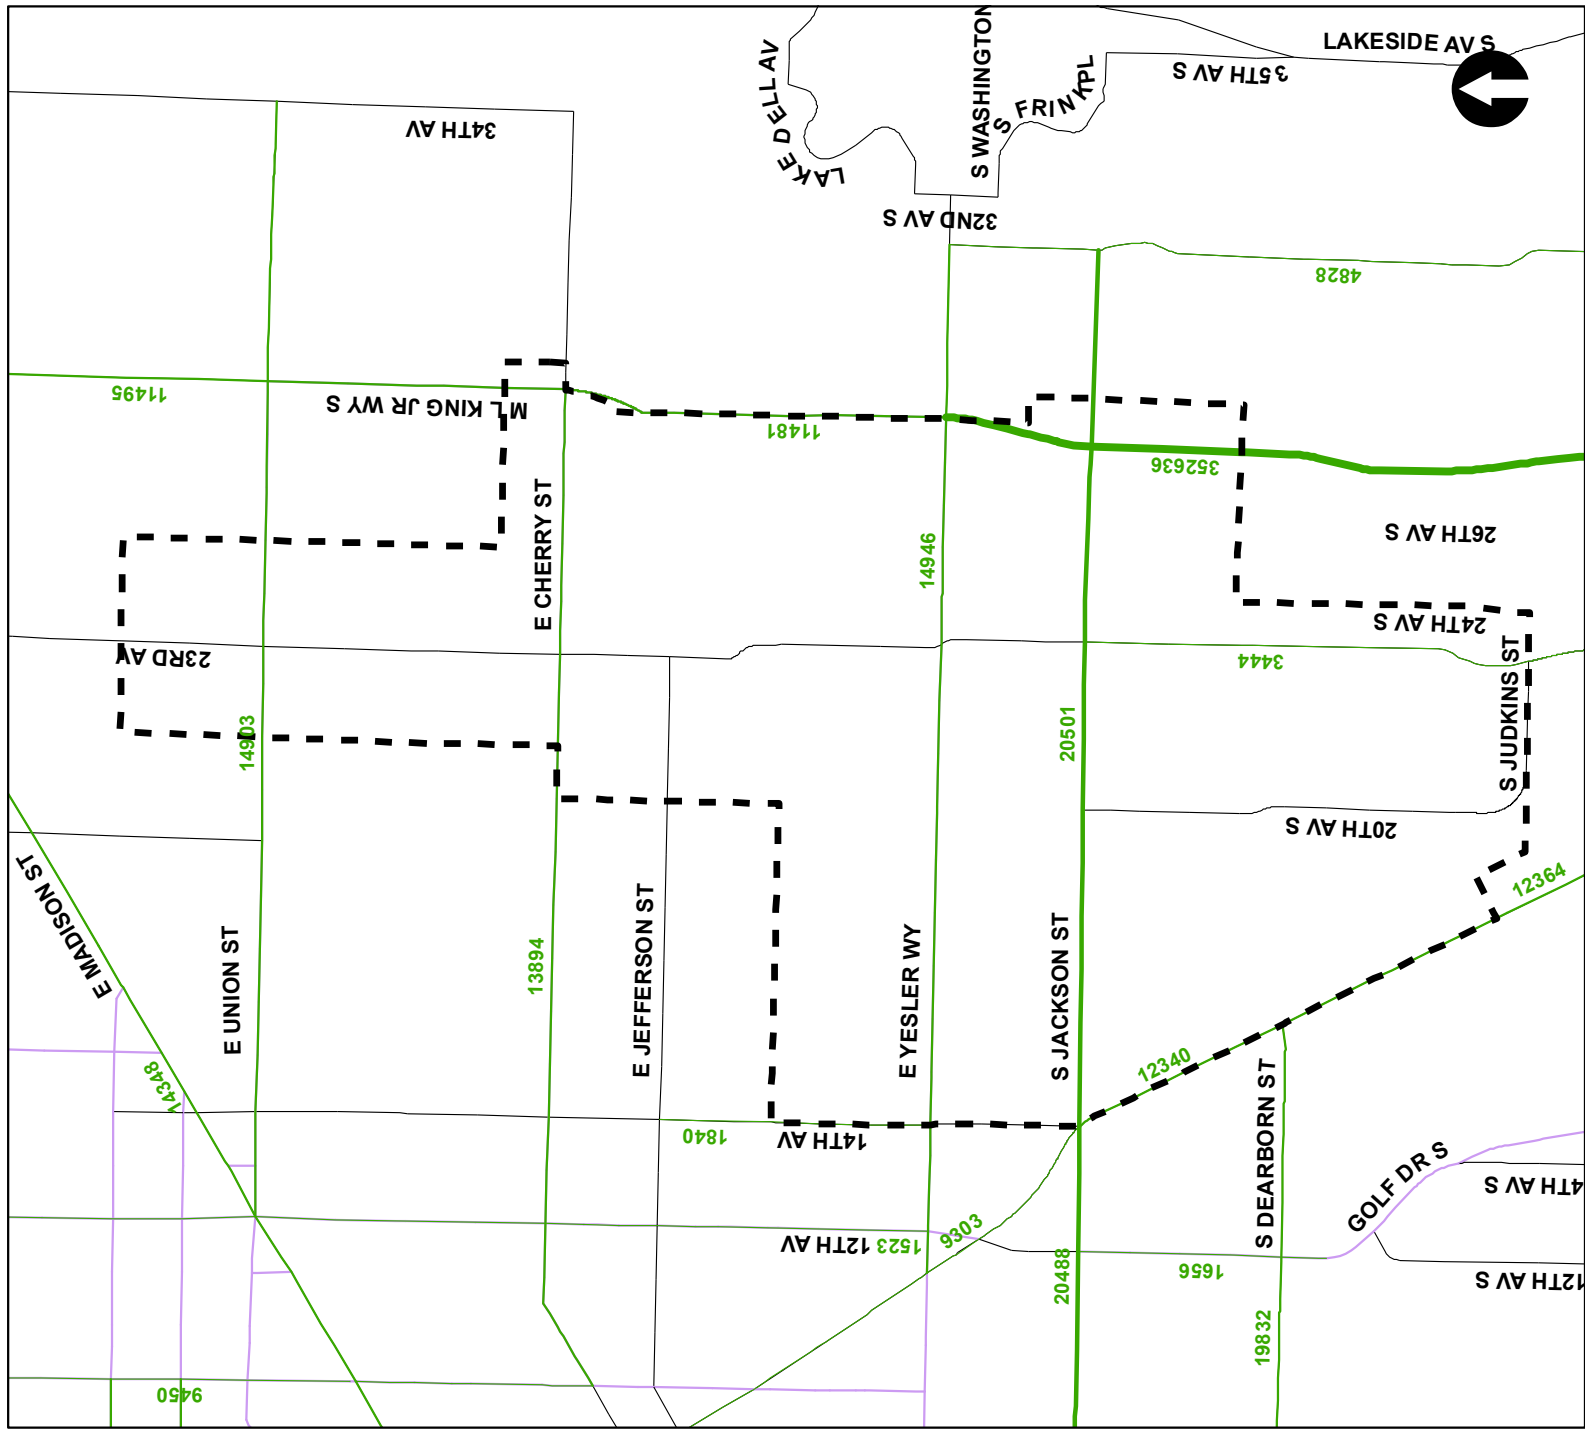 LAKESIDE AV S
35TH AV S
S WASHINGTON
S FRINK PL
LAKE DELL AV
34TH AV
32ND AV S
4828
11495
M L KING JR WY S
11481
352636
26TH AV S
E CHERRY ST
14946
24TH AV S
23RD AV
3444
S JUDKINS ST
14903
20501
20TH AV S
E MADISON ST
E UNION ST
13894
E JEFFERSON ST
E YESLER WY
S JACKSON ST
12364
12340
14348
1840
14TH AV
S DEARBORN ST
GOLF DR S
4TH AV S
12TH AV
1523
9303
20488
1656
12TH AV S
19832
9450